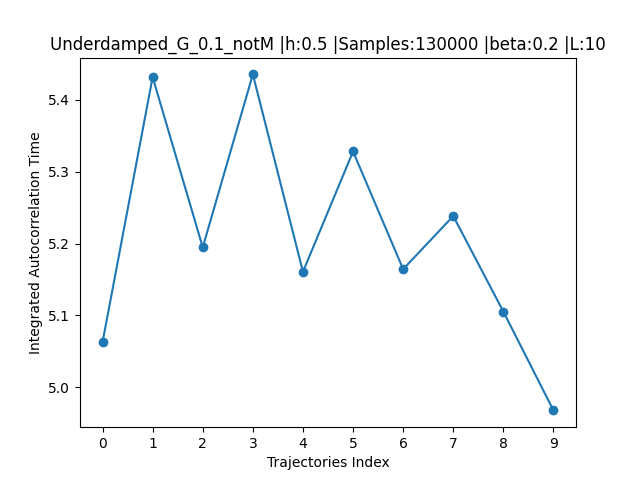 Underdamped_G_0.1_notM |h:0.5 |Samples:130000 |beta:0.2 |L:10
Integrated Autocorrelation Time
5.4
5.3
5.2
5.1
5.0
0 1 2 3 4 5 6 7 8 9
Trajectories Index